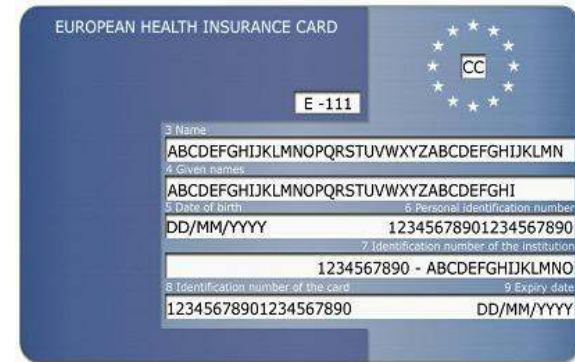 EUROPEAN HEALTH INSURANCE CARD
CC
E -111
3 Name
ABCDEFGHIJKLMNOPQRSTUVWXYZABCDEFGHIJKLMN
4 Given names
ABCDEFGHIJKLMNOPQRSTUVWXYZABCDEFGHI
5 Date of birth 6 Personal identification number
DD/MM/YYYY 12345678901234567890
7 Identification number of the institution
1234567890 - ABCDEFGHIJKLMNO
8 Identification number of the card 9 Expiry date
12345678901234567890 DD/MM/YYYY